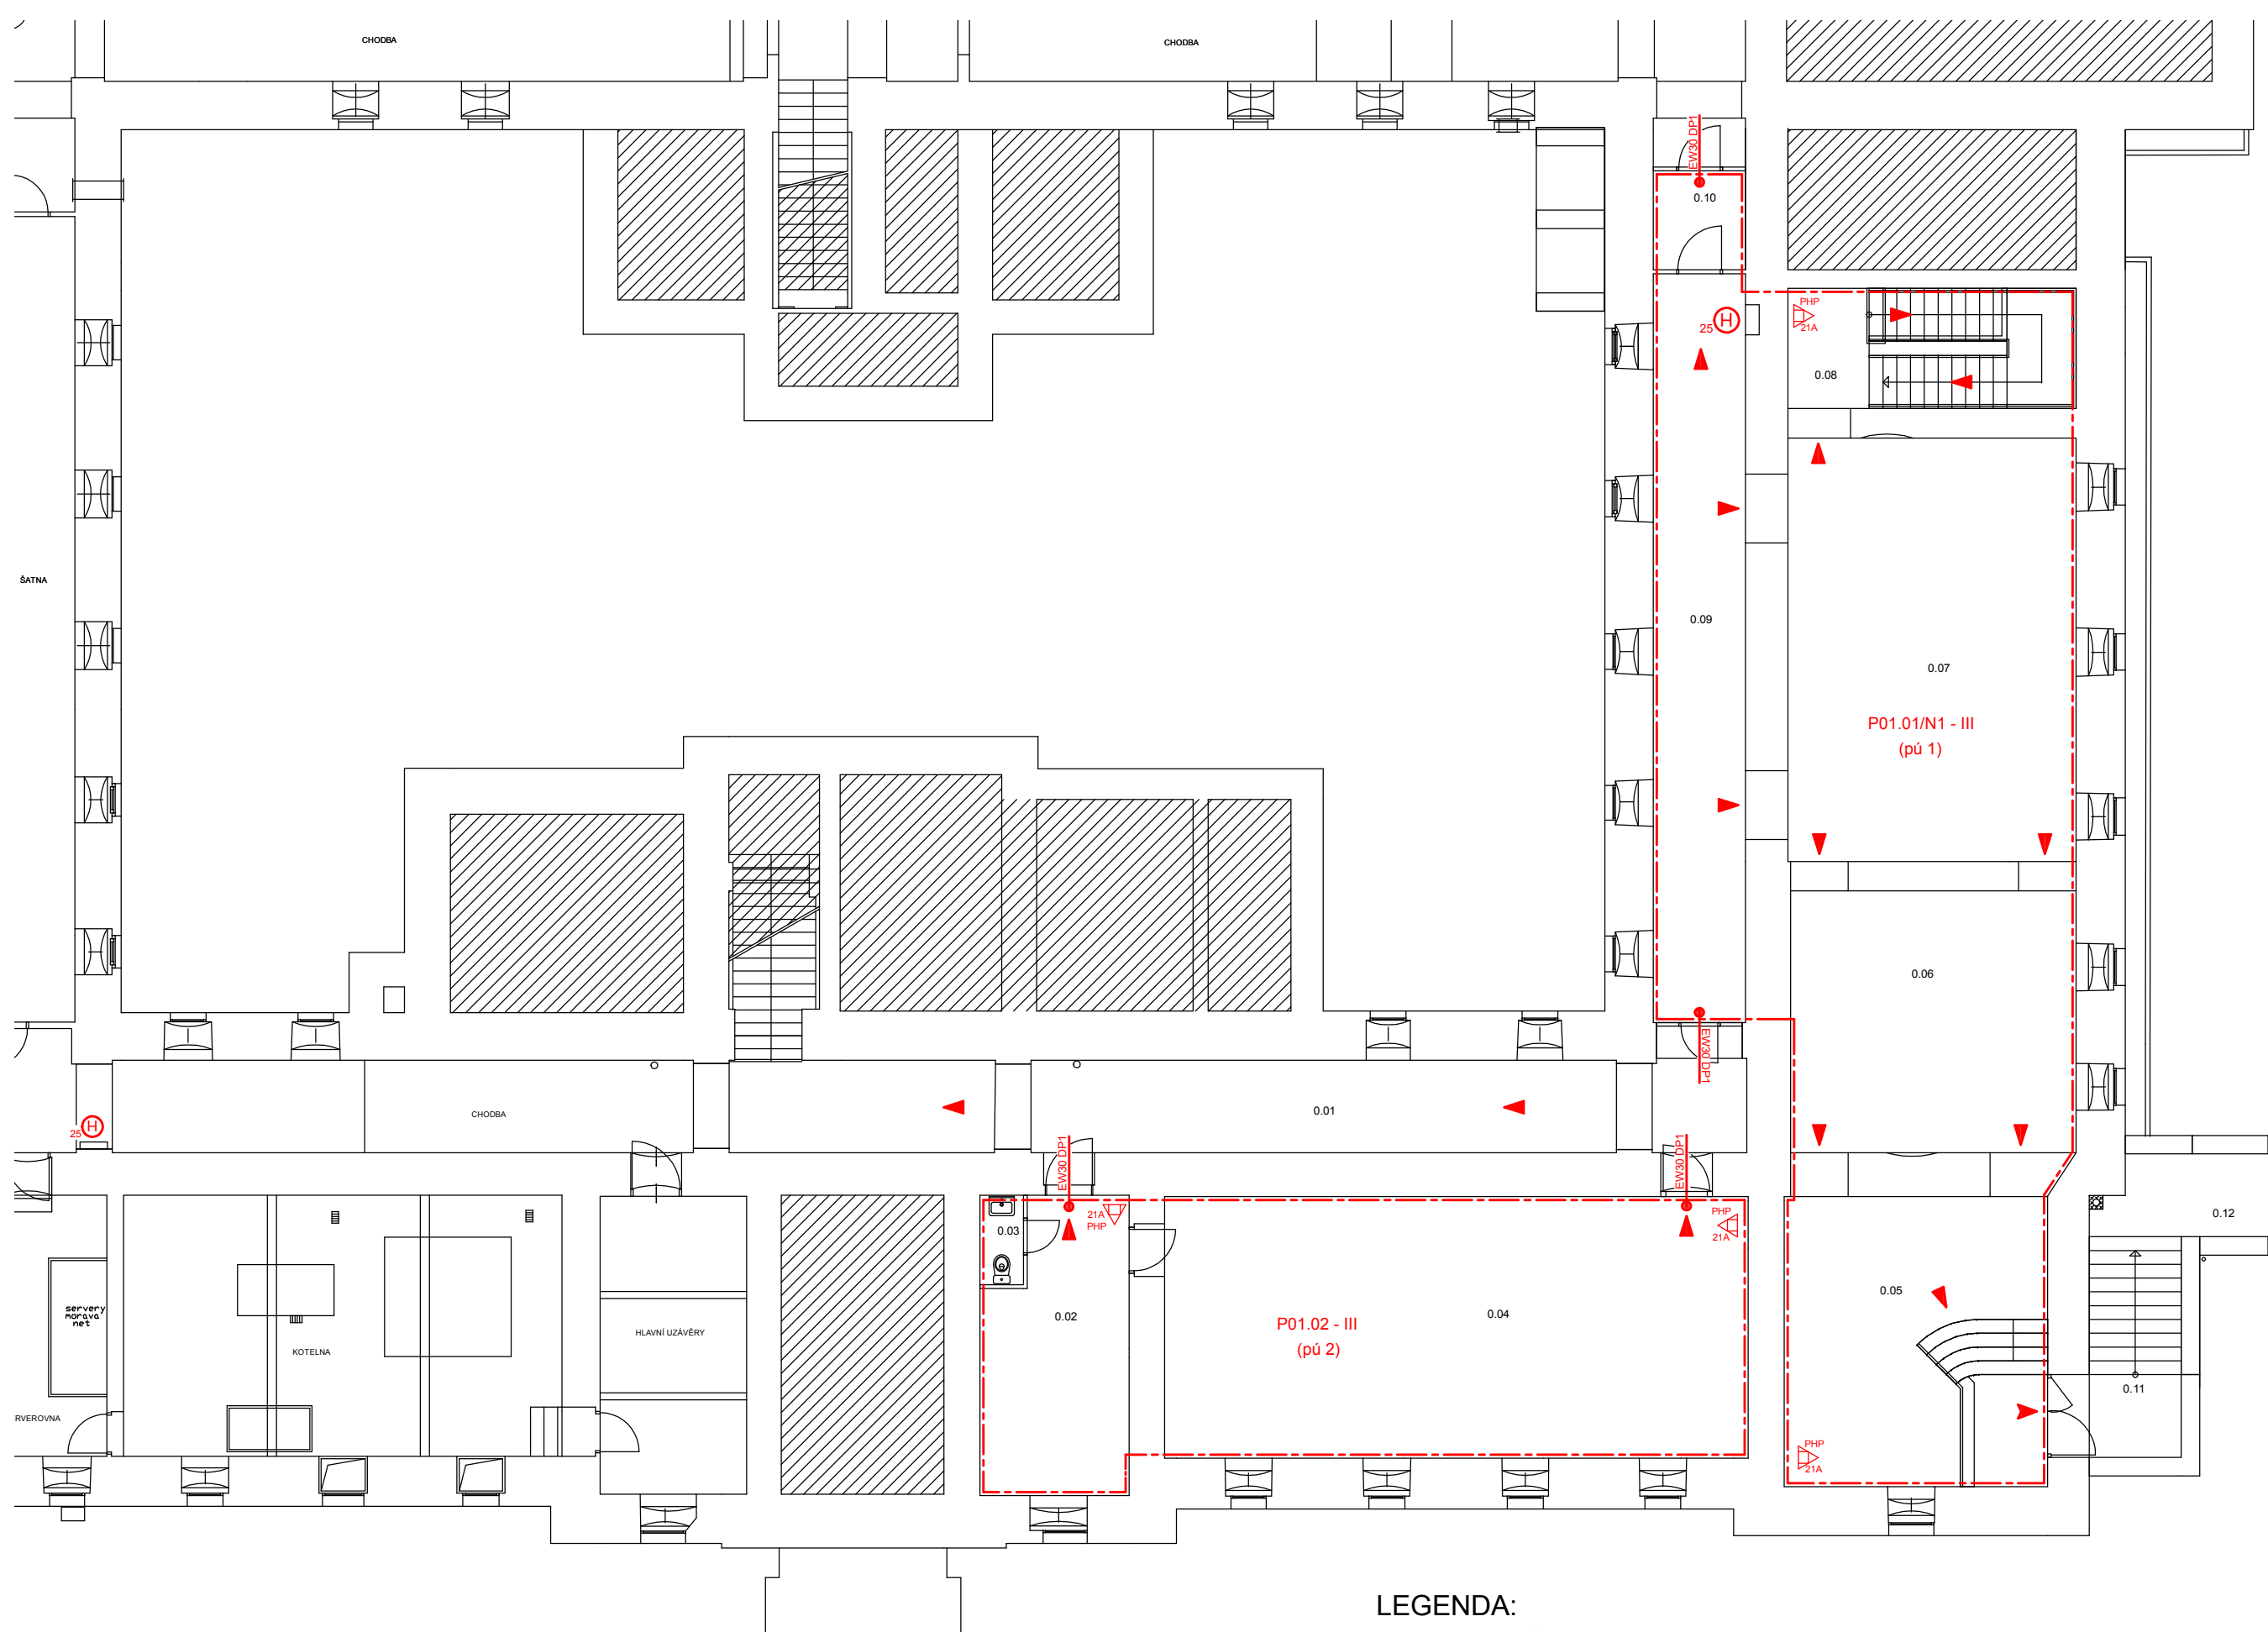 CHODBA
CHODBA
EW30 DP1
0.10
PHP
21A
25 H
0.08
ŠATNA
0.09
0.07
P01.01/N1 - III
(pú 1)
0.06
EW30 DP1
CHODBA
0.01
25 H
EW30 DP1
EW30 DP1
0.03
21A
PHP
PHP
21A
0.12
servery
morava
net
0.02
0.04
0.05
P01.02 - III
(pú 2)
HLAVNÍ UZÁVĚRY
KOTELNA
0.11
RVEROVNA
PHP
21A
LEGENDA: